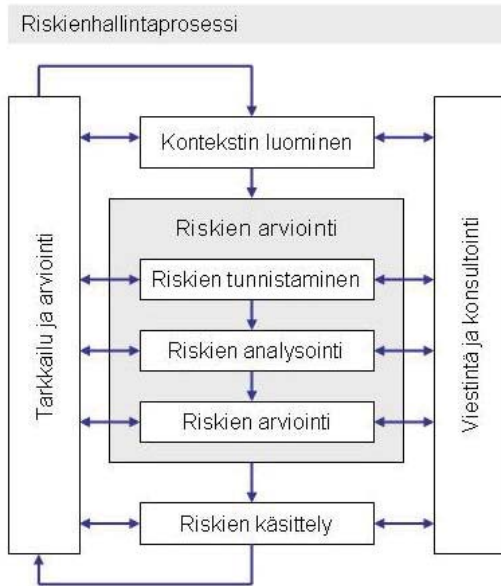 Riskienhallintaprosessi
Tarkkailu ja arviointi
Kontekstin luominen
Riskien arviointi
Riskien tunnistaminen
Riskien analysointi
Riskien arviointi
Riskien käsittely
Viestintä ja konsultointi